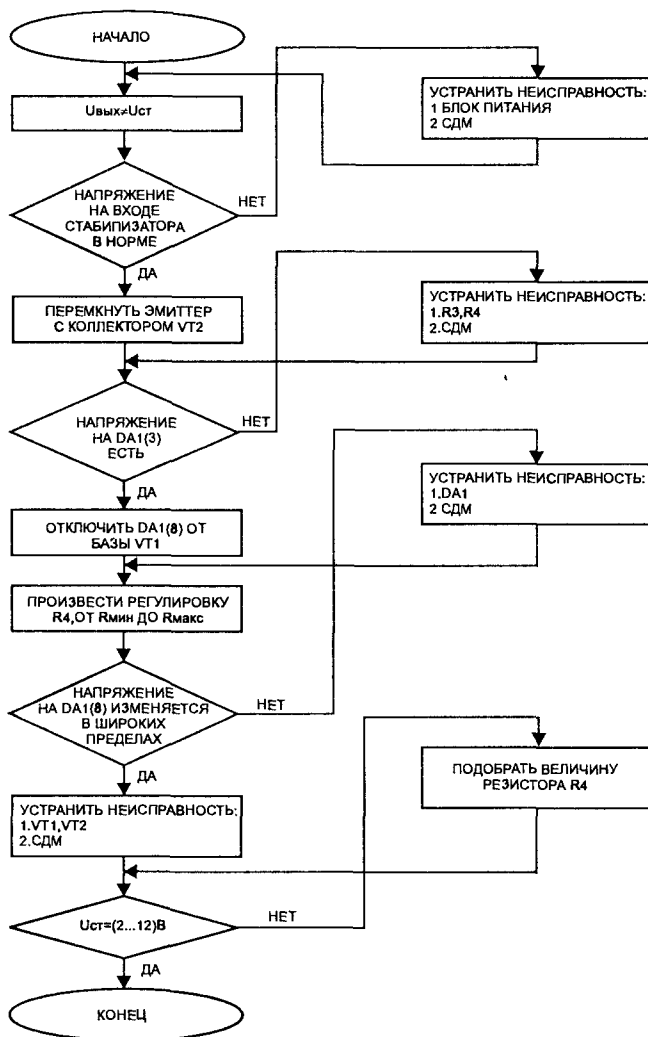 НАЧАЛО
Uвых≠Uст
УСТРАНИТЬ НЕИСПРАВНОСТЬ:
1 БЛОК ПИТАНИЯ
2 СДМ
НАПРЯЖЕНИЕ
НА ВХОДЕ
СТАБИПИЗАТОРА
В НОРМЕ
НЕТ
ДА
ПЕРЕМКНУТЬ ЭМИТТЕР
С КОЛЛЕКТОРОМ VT2
УСТРАНИТЬ НЕИСПРАВНОСТЬ:
1.R3,R4
2.СДМ
НАПРЯЖЕНИЕ
НА DA1(3)
ЕСТЬ
НЕТ
ДА
ОТКЛЮЧИТЬ DA1(8) ОТ
БАЗЫ VT1
УСТРАНИТЬ НЕИСПРАВНОСТЬ:
1.DA1
2 СДМ
ПРОИЗВЕСТИ РЕГУЛИРОВКУ
R4,ОТ Rмин ДО Rмакс
НАПРЯЖЕНИЕ
НА DA1(8) ИЗМЕНЯЕТСЯ
В ШИРОКИХ
ПРЕДЕЛАХ
НЕТ
ДА
УСТРАНИТЬ НЕИСПРАВНОСТЬ:
1.VT1,VT2
2.СДМ
ПОДОБРАТЬ ВЕЛИЧИНУ
РЕЗИСТОРА R4
Uст=(2...12)В
НЕТ
ДА
КОНЕЦ